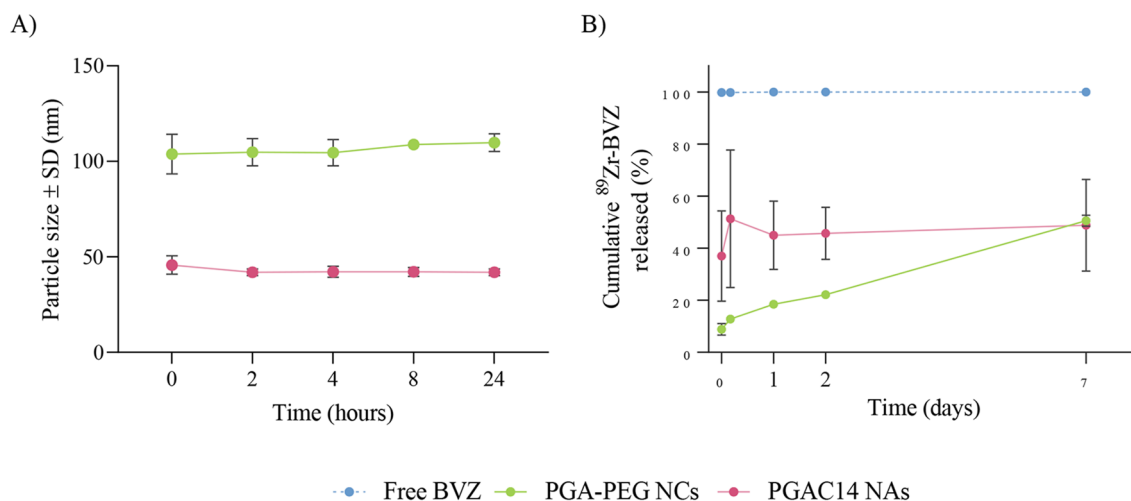 A)
B)
150
100
50
0
Particle size ± SD (nm)
0 2 4 8 24
Time (hours)
100
80
60
40
20
0
Cumulative ⁸⁹Zr-BVZ
released (%)
0 1 2 7
Time (days)
Free BVZ PGA-PEG NCs PGAC14 NAs